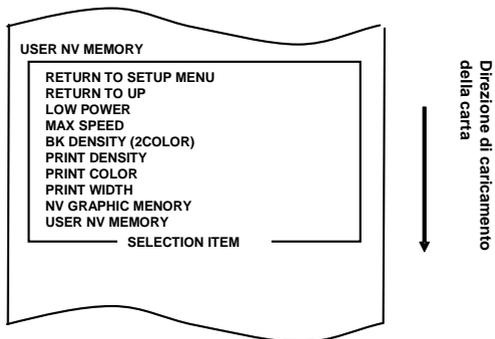 USER NV MEMORY
RETURN TO SETUP MENU
RETURN TO UP
LOW POWER
MAX SPEED
BK DENSITY (2COLOR)
PRINT DENSITY
PRINT COLOR
PRINT WIDTH
NV GRAPHIC MENORY
USER NV MEMORY
SELECTION ITEM
Direzione di caricamento
della carta